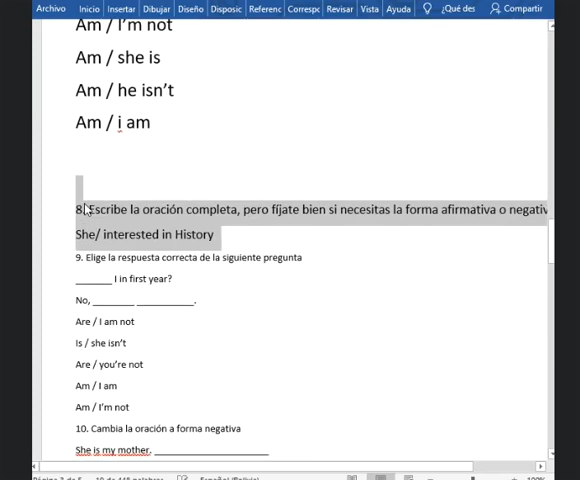 Archivo Inicio Insertar Dibujar Diseño Disposic Referenc Correspc Revisar Vista Ayuda ¿Qué des Compartir
Am / I'm not
Am / she is
Am / he isn't
Am / i am
8. Escribe la oración completa, pero fíjate bien si necesitas la forma afirmativa o negativ
She/ interested in History
9. Elige la respuesta correcta de la siguiente pregunta
_______ I in first year?
No, ________ ___________.
Are / I am not
Is / she isn't
Are / you're not
Am / I am
Am / I'm not
10. Cambia la oración a forma negativa
She is my mother. ______________________